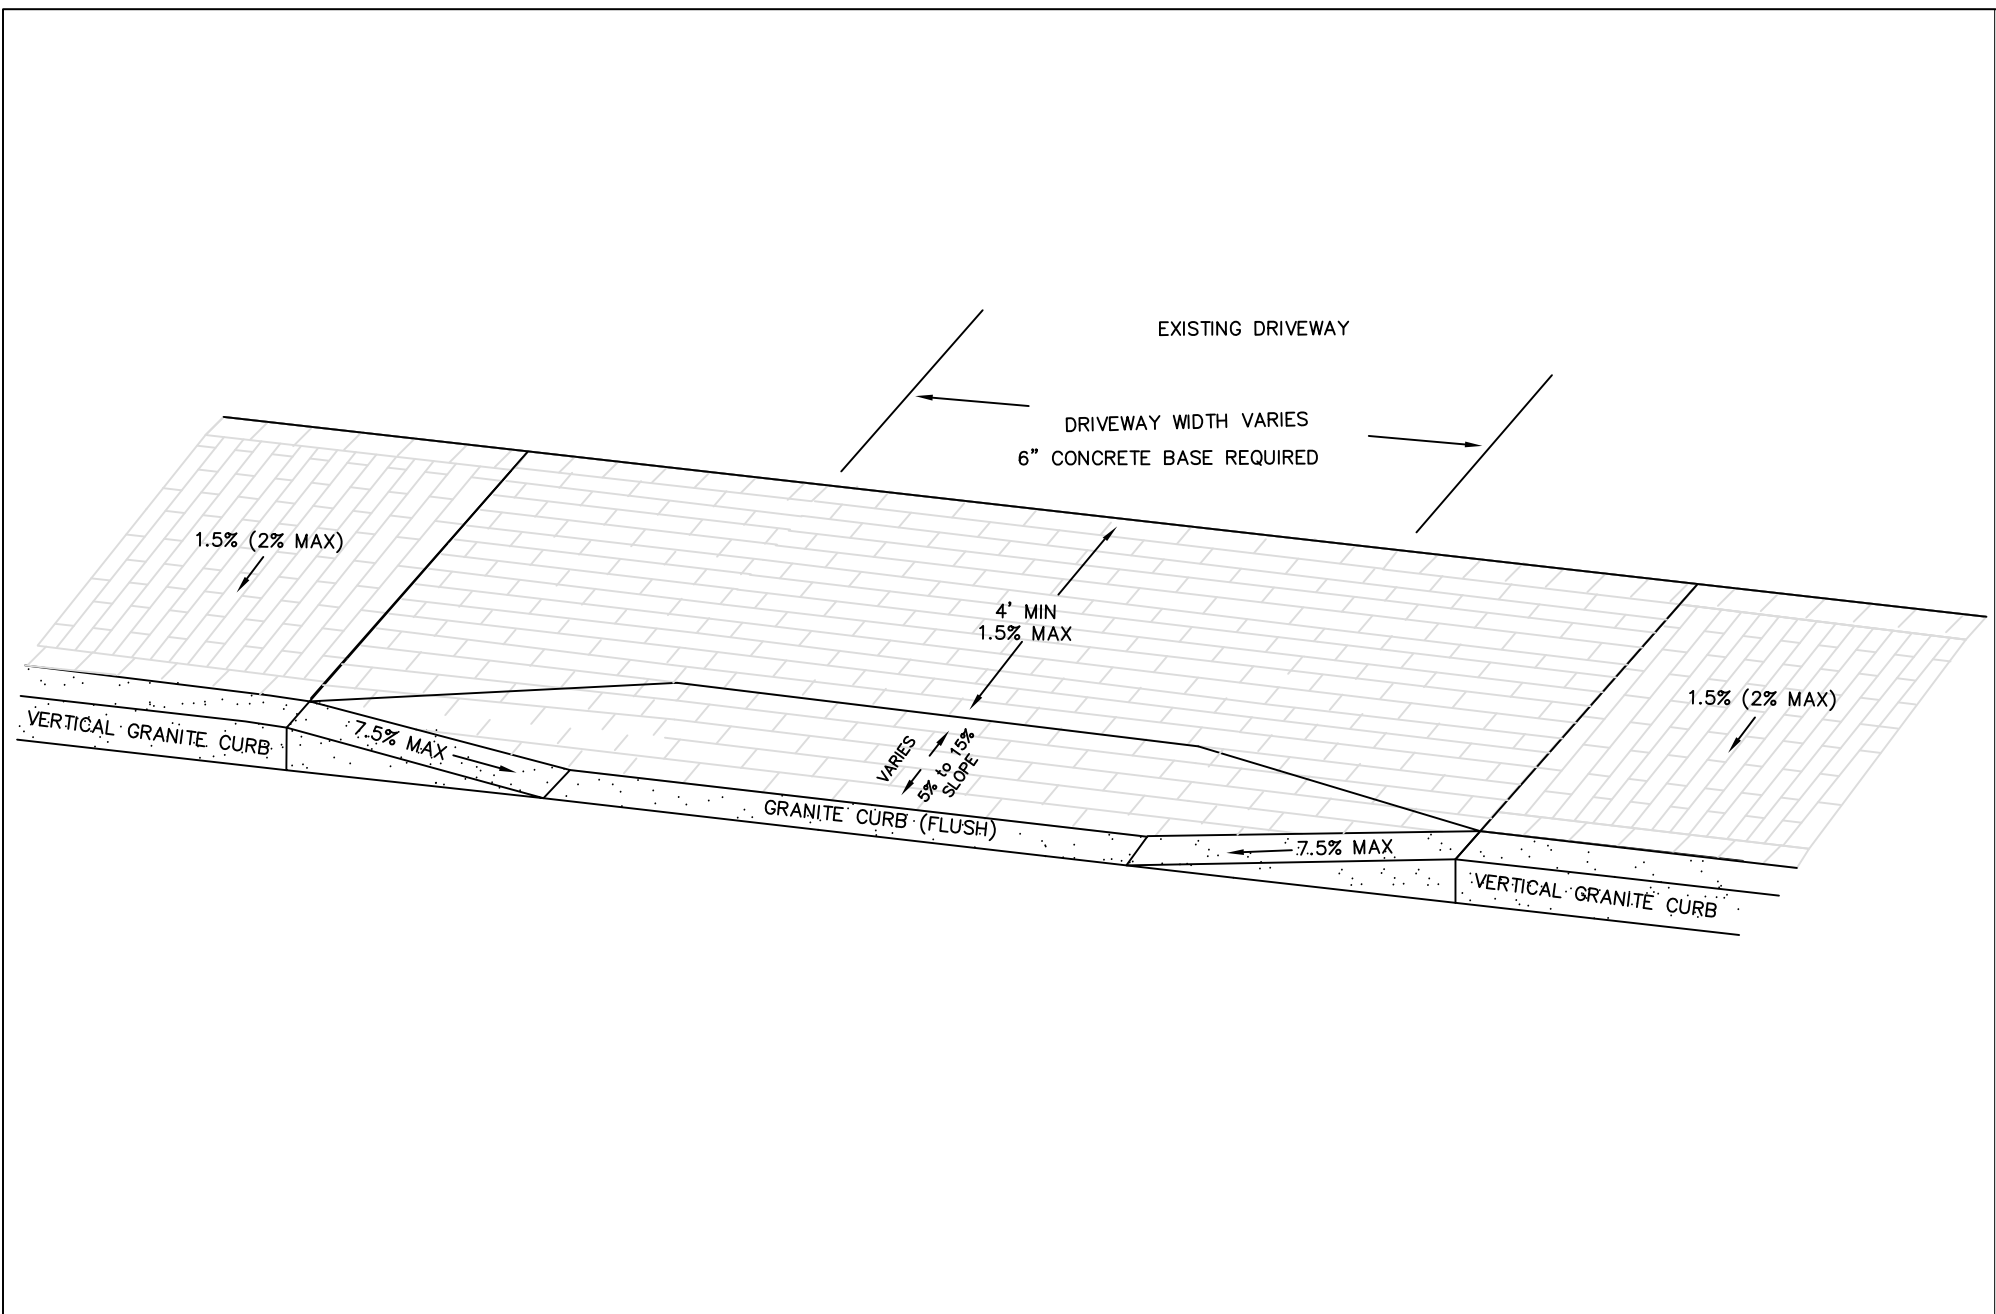 EXISTING DRIVEWAY
DRIVEWAY WIDTH VARIES
6” CONCRETE BASE REQUIRED
1.5% (2% MAX)
4' MIN
1.5% MAX
1.5% (2% MAX)
VERTICAL GRANITE CURB
7.5% MAX
VARIES
5% to 15%
SLOPE
GRANITE CURB (FLUSH)
7.5% MAX
VERTICAL GRANITE CURB